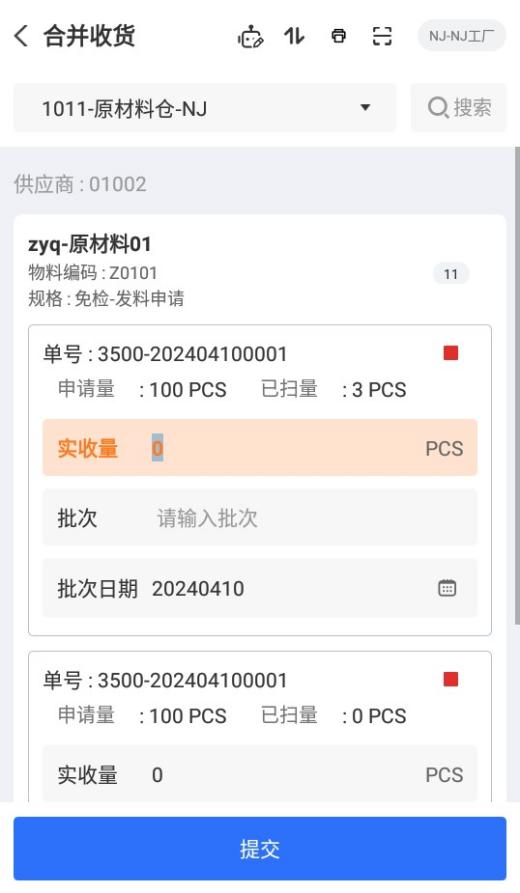 合并收货 NJ-NJ工厂
1011-原材料仓-NJ 搜索
供应商 : 01002
zyq-原材料01
物料编码 : Z0101 11
规格 : 免检-发料申请
单号 : 3500-202404100001
申请量 : 100 PCS 已扫量 : 3 PCS
实收量 0 PCS
批次 请输入批次
批次日期 20240410
单号 : 3500-202404100001
申请量 : 100 PCS 已扫量 : 0 PCS
实收量 0 PCS
提交